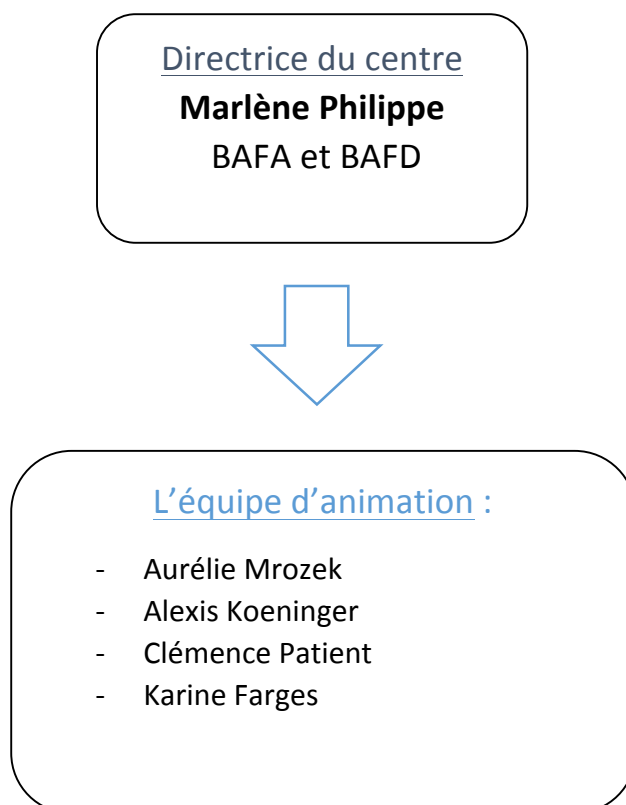 Directrice du centre
Marlène Philippe
BAFA et BAFD
L’équipe d’animation :
- Aurélie Mrozek
- Alexis Koeninger
- Clémence Patient
- Karine Farges